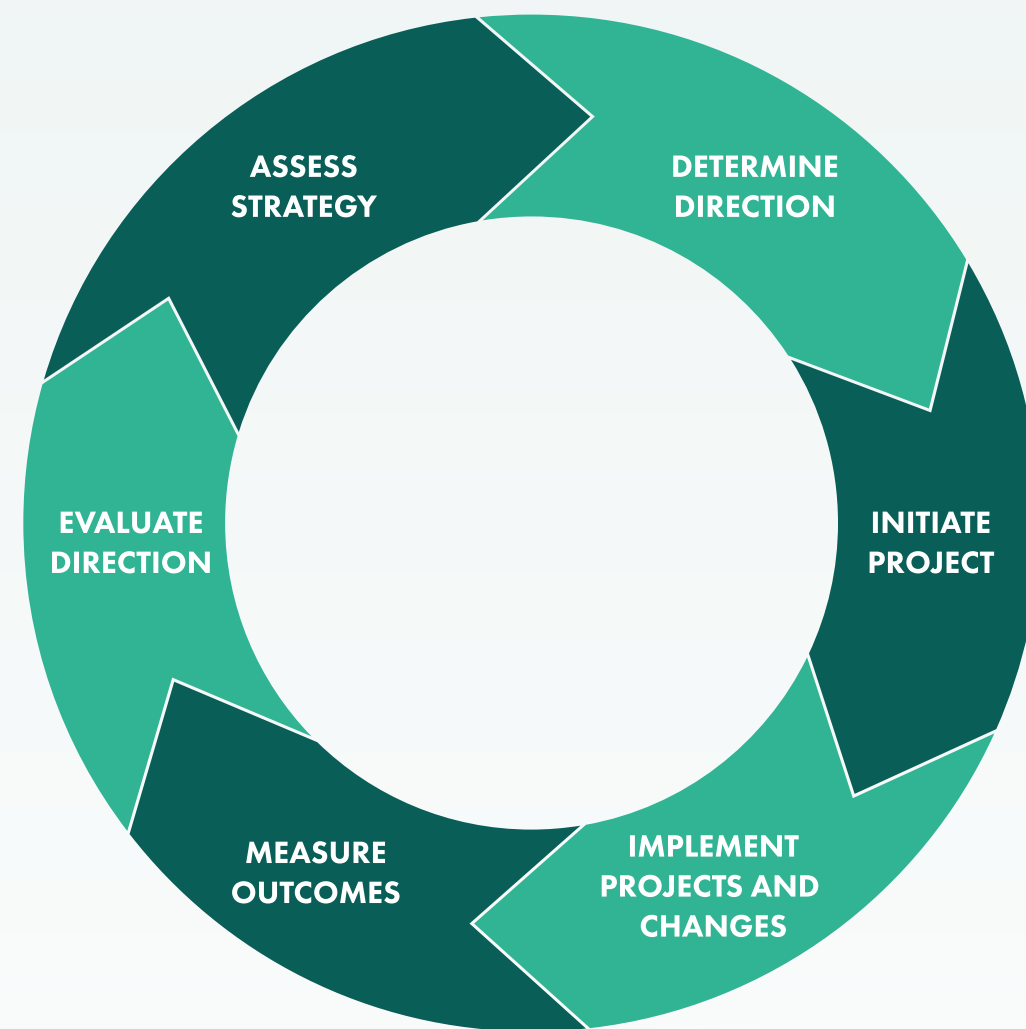 ASSESS
STRATEGY
DETERMINE
DIRECTION
INITIATE
PROJECT
IMPLEMENT
PROJECTS AND
CHANGES
MEASURE
OUTCOMES
EVALUATE
DIRECTION